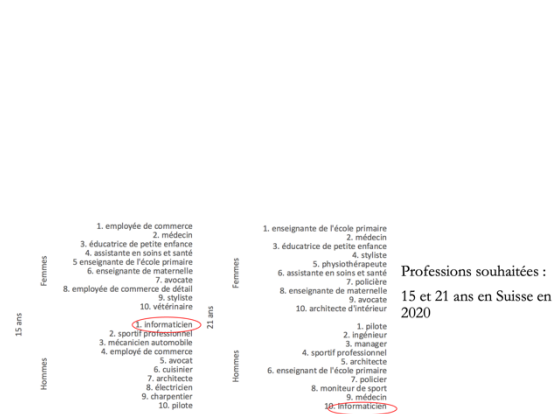 15 ans
Femmes
1. employée de commerce
2. médecin
3. éducatrice de petite enfance
4. assistante en soins et santé
5 enseignante de l'école primaire
6. enseignante de maternelle
7. avocate
8. employée de commerce de détail
9. styliste
10. vétérinaire
Hommes
1. informaticien
2. sportif professionnel
3. mécanicien automobile
4. employé de commerce
5. avocat
6. cuisinier
7. architecte
8. électricien
9. charpentier
10. pilote
21 ans
Femmes
1. enseignante de l'école primaire
2. médecin
3. éducatrice de petite enfance
4. styliste
5. physiothérapeute
6. assistante en soins et santé
7. policière
8. enseignante de maternelle
9. avocate
10. architecte d'intérieur
Hommes
1. pilote
2. ingénieur
3. manager
4. sportif professionnel
5. architecte
6. enseignant de l'école primaire
7. policier
8. moniteur de sport
9. médecin
10. informaticien
Professions souhaitées :
15 et 21 ans en Suisse en
2020